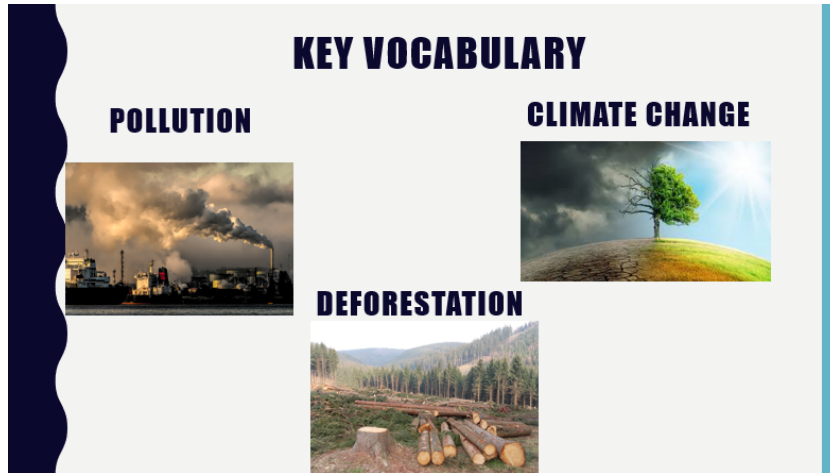 KEY VOCABULARY
POLLUTION
CLIMATE CHANGE
DEFORESTATION